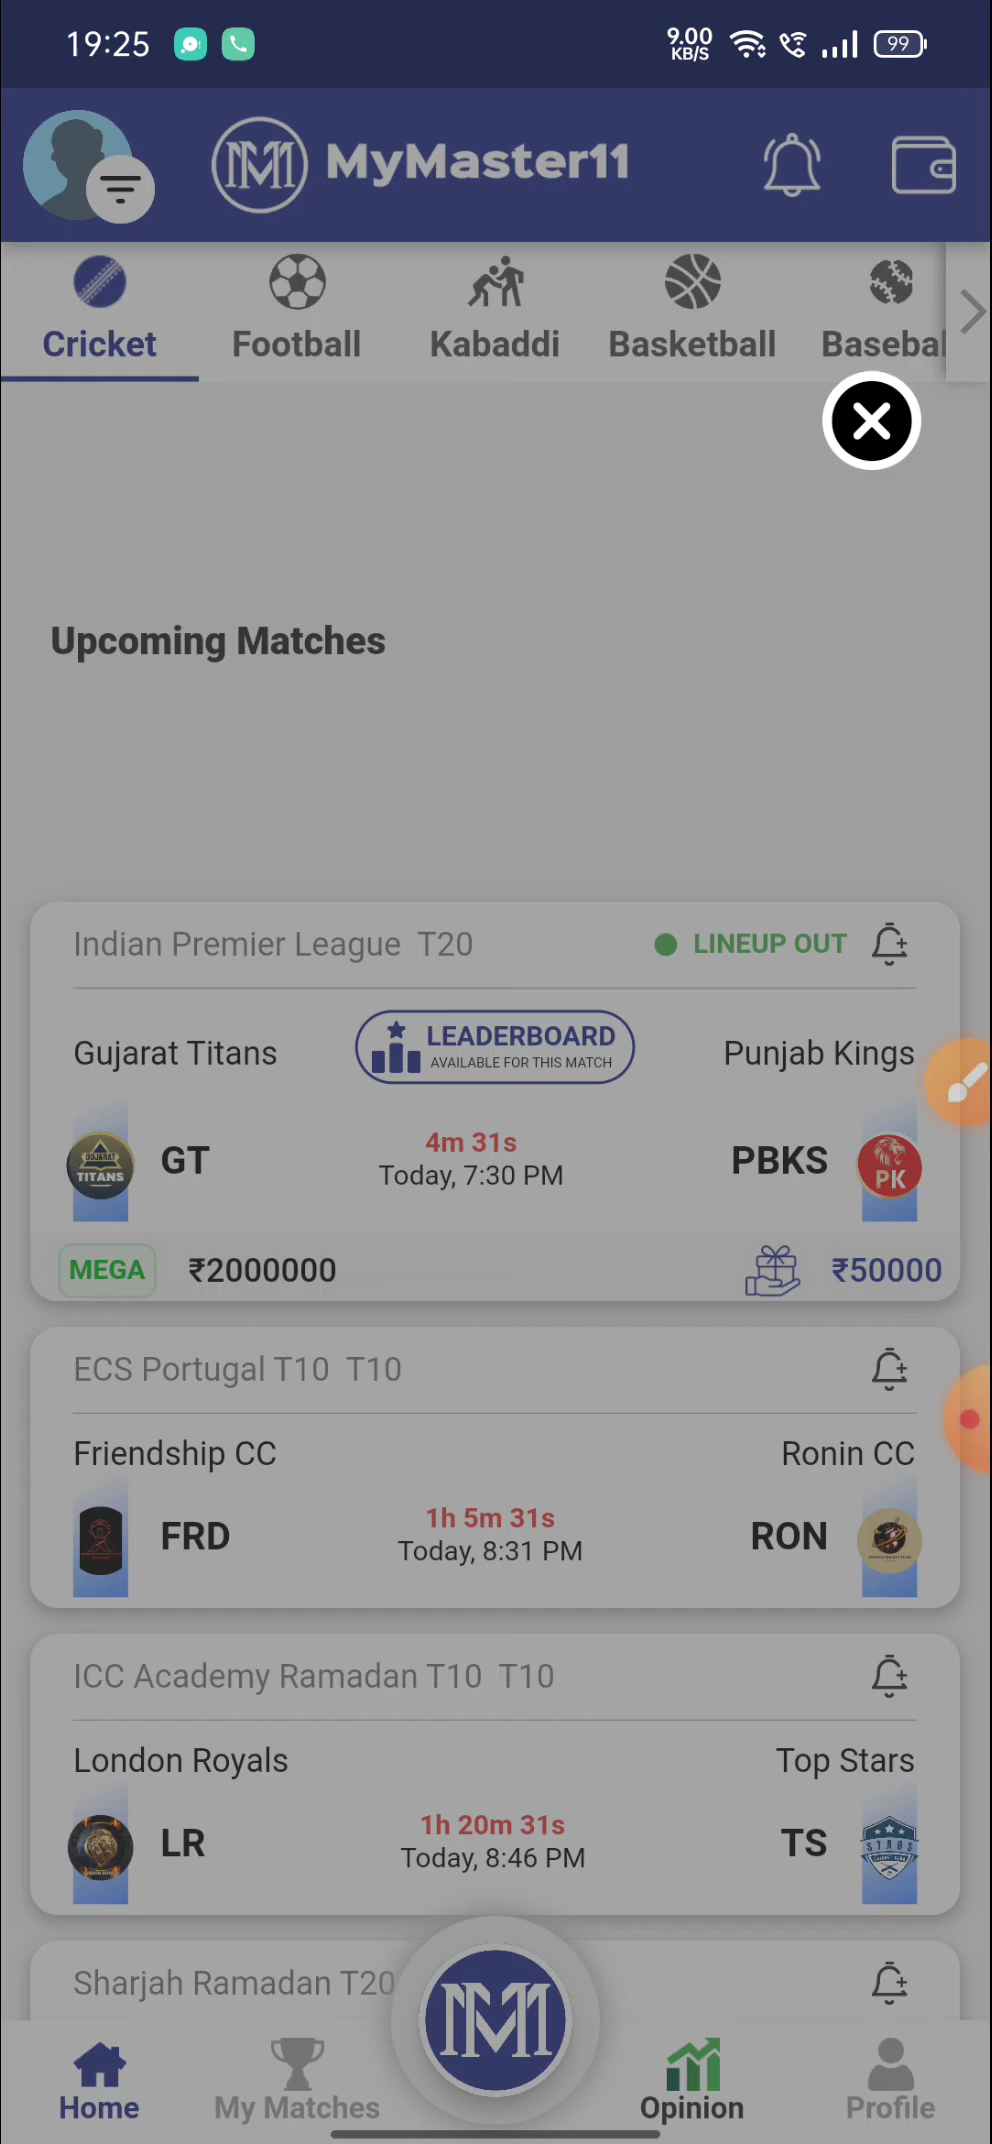 19:25
9.00
KB/S
99
MyMaster11
Cricket
Football
Kabaddi
Basketball
Basebal
Upcoming Matches
Indian Premier League T20
LINEUP OUT
Gujarat Titans
LEADERBOARD
AVAILABLE FOR THIS MATCH
Punjab Kings
GUJARAT
TITANS
GT
4m 31s
Today, 7:30 PM
PBKS
PK
MEGA
₹2000000
₹50000
ECS Portugal T10 T10
Friendship CC
Ronin CC
FRD
1h 5m 31s
Today, 8:31 PM
RON
ICC Academy Ramadan T10 T10
London Royals
Top Stars
LR
1h 20m 31s
Today, 8:46 PM
TS
STARS
Sharjah Ramadan T20
Home
My Matches
Opinion
Profile